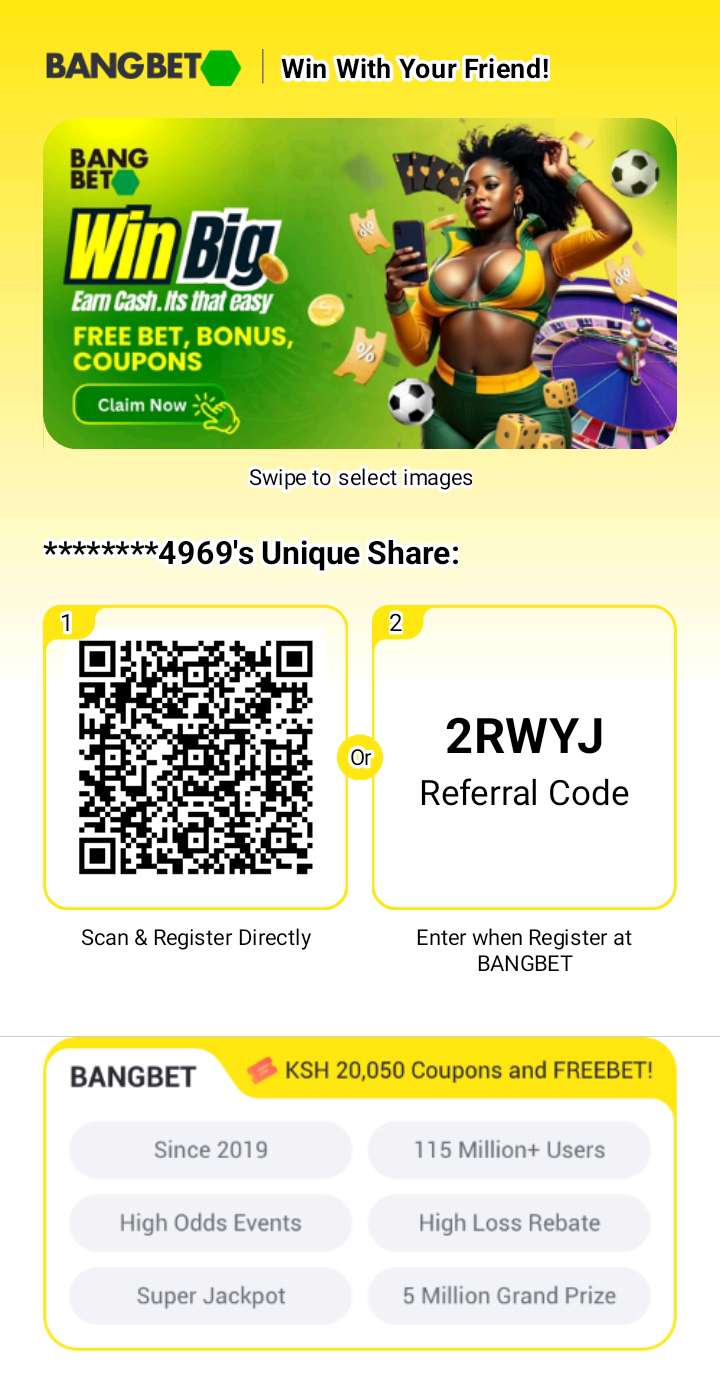 BANGBET
Win With Your Friend!
BANG
BET
Win Big
Earn Cash. Its that easy
FREE BET, BONUS,
COUPONS
Claim Now
Swipe to select images
********4969's Unique Share:
1
2
2RWYJ
Referral Code
Or
Scan & Register Directly
Enter when Register at
BANGBET
BANGBET
KSH 20,050 Coupons and FREEBET!
Since 2019
115 Million+ Users
High Odds Events
High Loss Rebate
Super Jackpot
5 Million Grand Prize